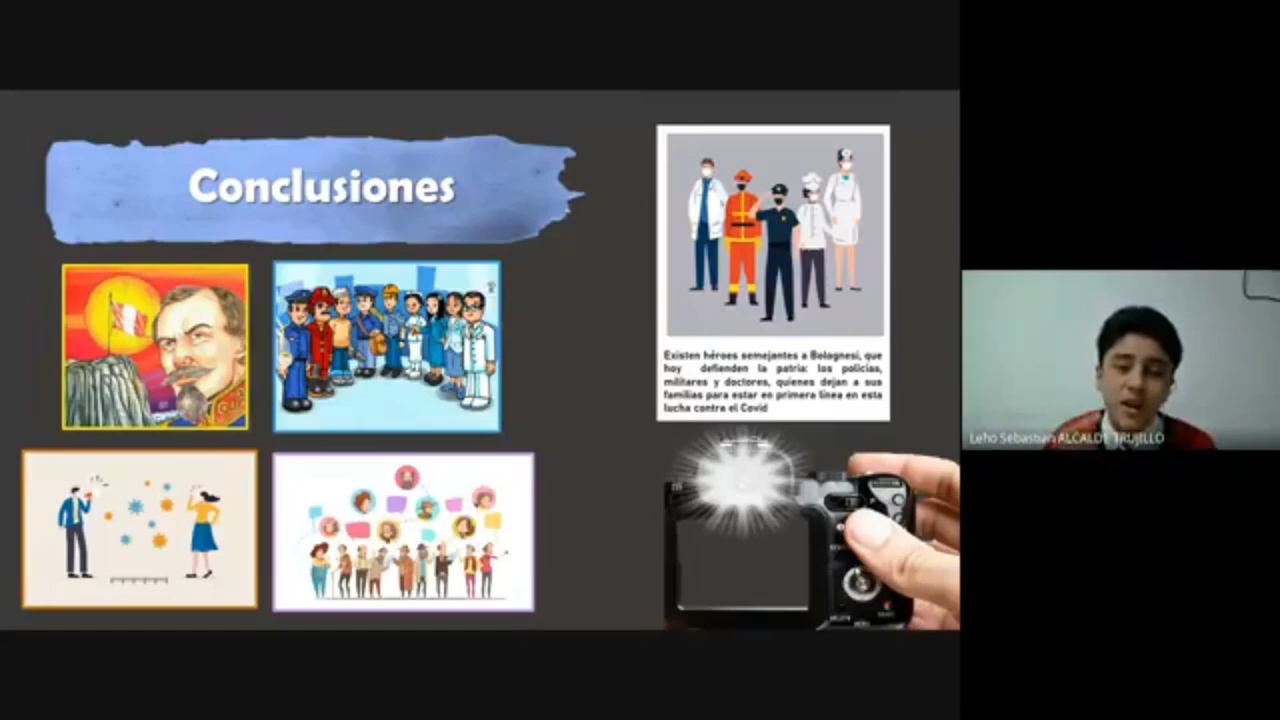 Conclusiones
Existen héroes semejantes a Bolognesi, que
hoy defienden la patria: los policías,
militares y doctores, quienes dejan a sus
familias para estar en primera línea en esta
lucha contra el Covid
Leho Sebastian ALCALDE TRUJILLO